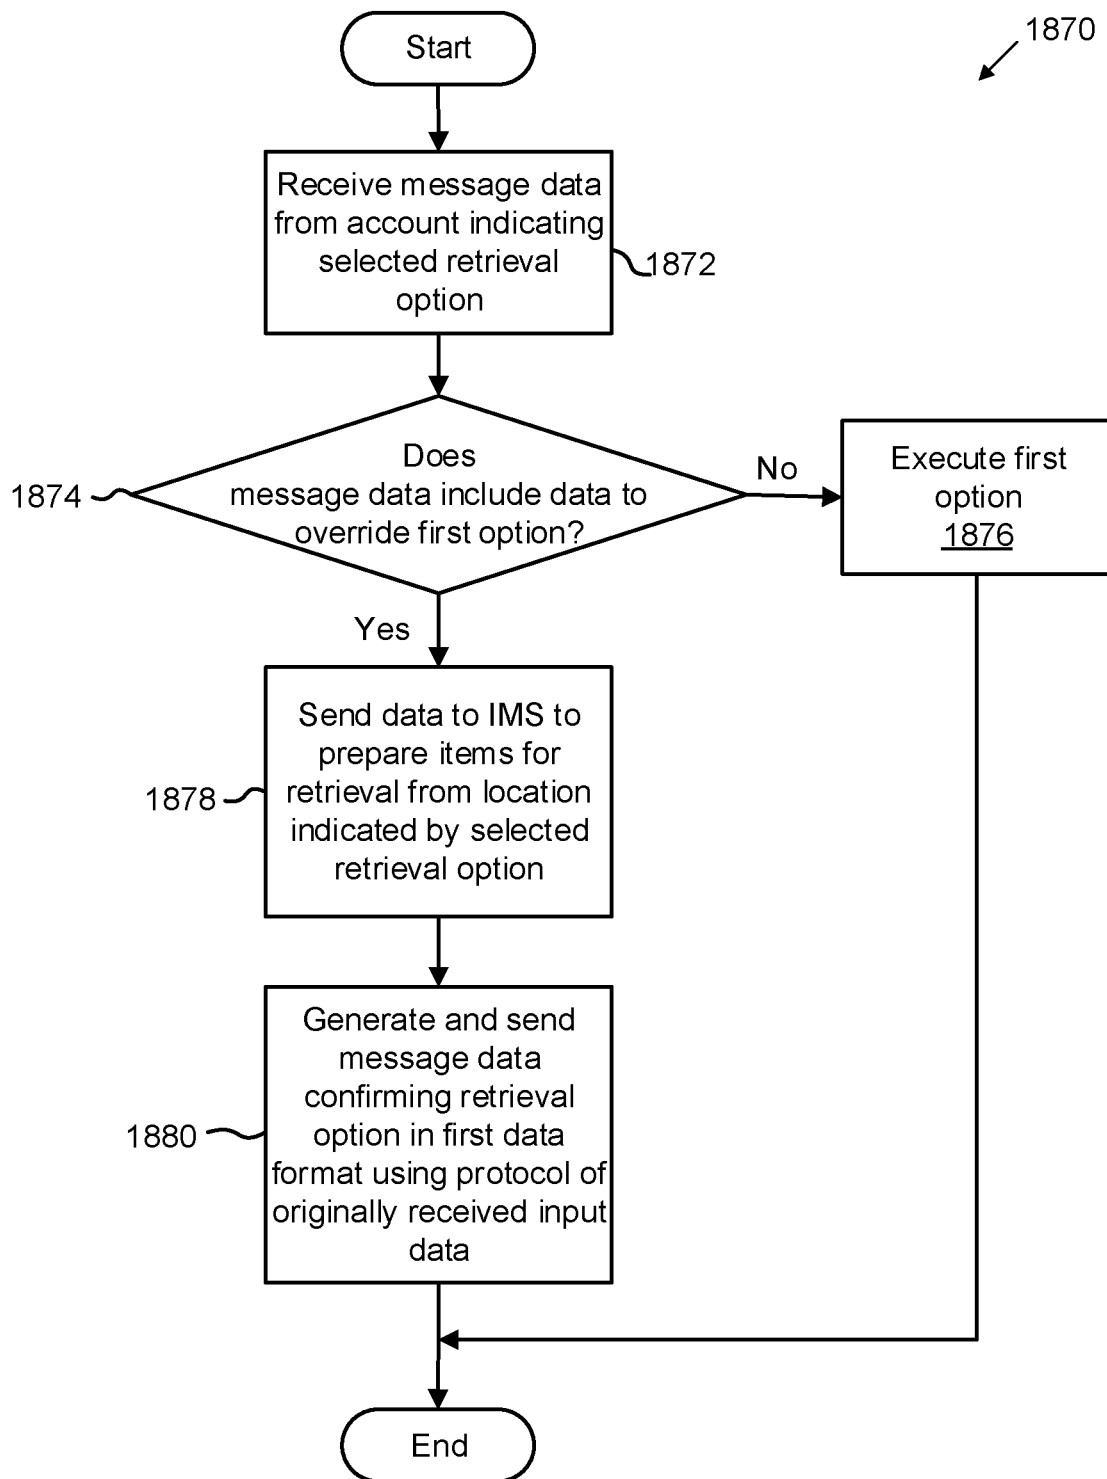 Start
1870
Receive message data
from account indicating
selected retrieval
option
1872
Does
message data include data to
override first option?
1874
No
Execute first
option
1876
Yes
Send data to IMS to
prepare items for
retrieval from location
indicated by selected
retrieval option
1878
Generate and send
message data
confirming retrieval
option in first data
format using protocol of
originally received input
data
1880
End